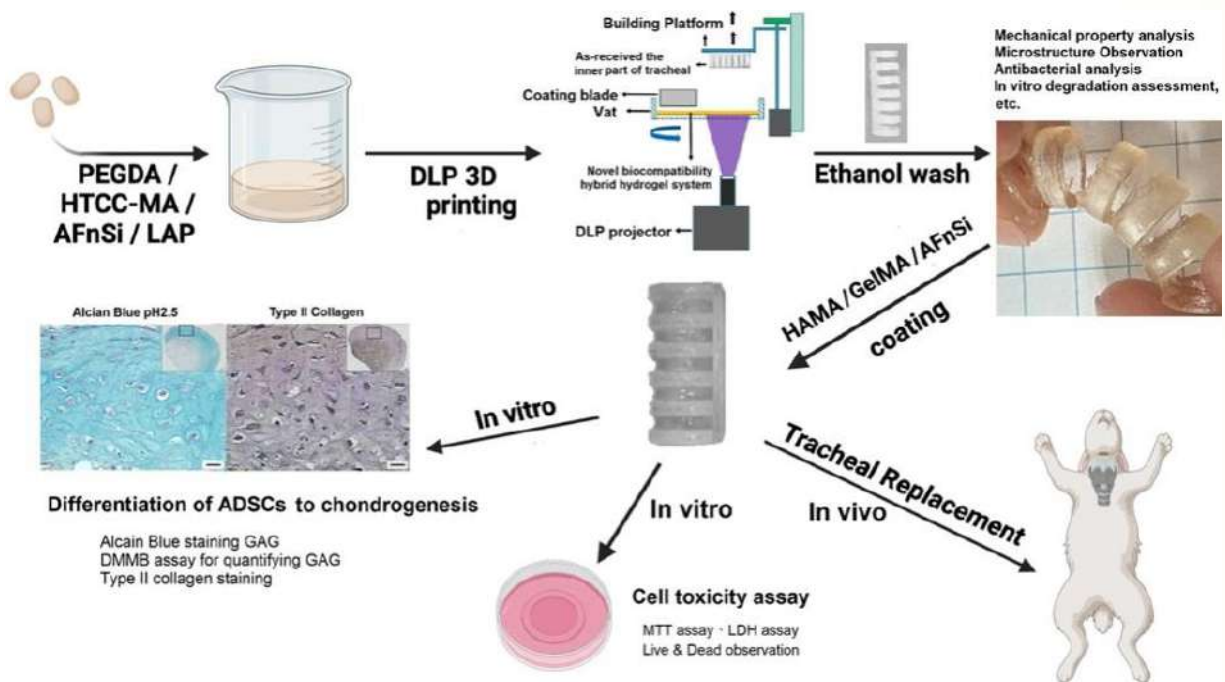 PEGDA /
HTCC-MA /
AFnSi / LAP
DLP 3D
printing
Building Platform
As-received the
inner part of tracheal
Coating blade
Vat
Novel biocompatibility
hybrid hydrogel system
DLP projector
Ethanol wash
Mechanical property analysis
Microstructure Observation
Antibacterial analysis
In vitro degradation assessment,
etc.
HAMA / GelMA / AFnSi
coating
Alcian Blue pH2.5
Type II Collagen
In vitro
Differentiation of ADSCs to chondrogenesis
Alcain Blue staining GAG
DMMB assay for quantifying GAG
Type II collagen staining
In vitro
Cell toxicity assay
MTT assay、LDH assay
Live & Dead observation
Tracheal Replacement
In vivo